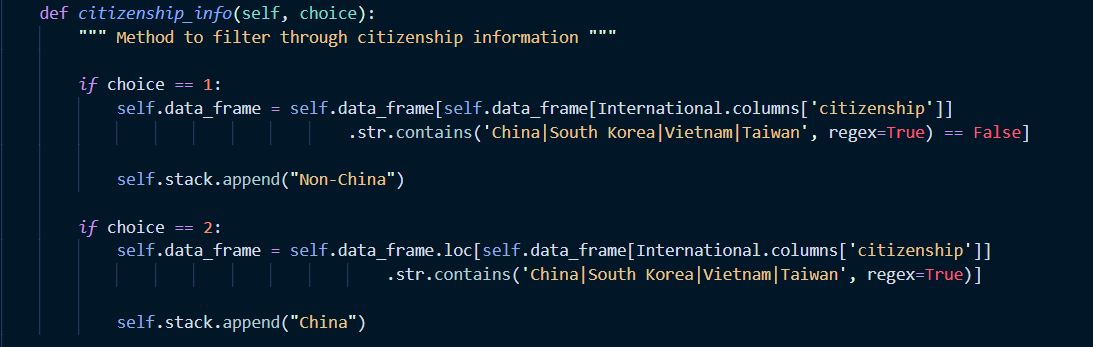 def citizenship_info(self, choice):
""" Method to filter through citizenship information """
if choice == 1:
self.data_frame = self.data_frame[self.data_frame[International.columns['citizenship']]
.str.contains('China|South Korea|Vietnam|Taiwan', regex=True) == False]
self.stack.append("Non-China")
if choice == 2:
self.data_frame = self.data_frame.loc[self.data_frame[International.columns['citizenship']]
.str.contains('China|South Korea|Vietnam|Taiwan', regex=True)]
self.stack.append("China")